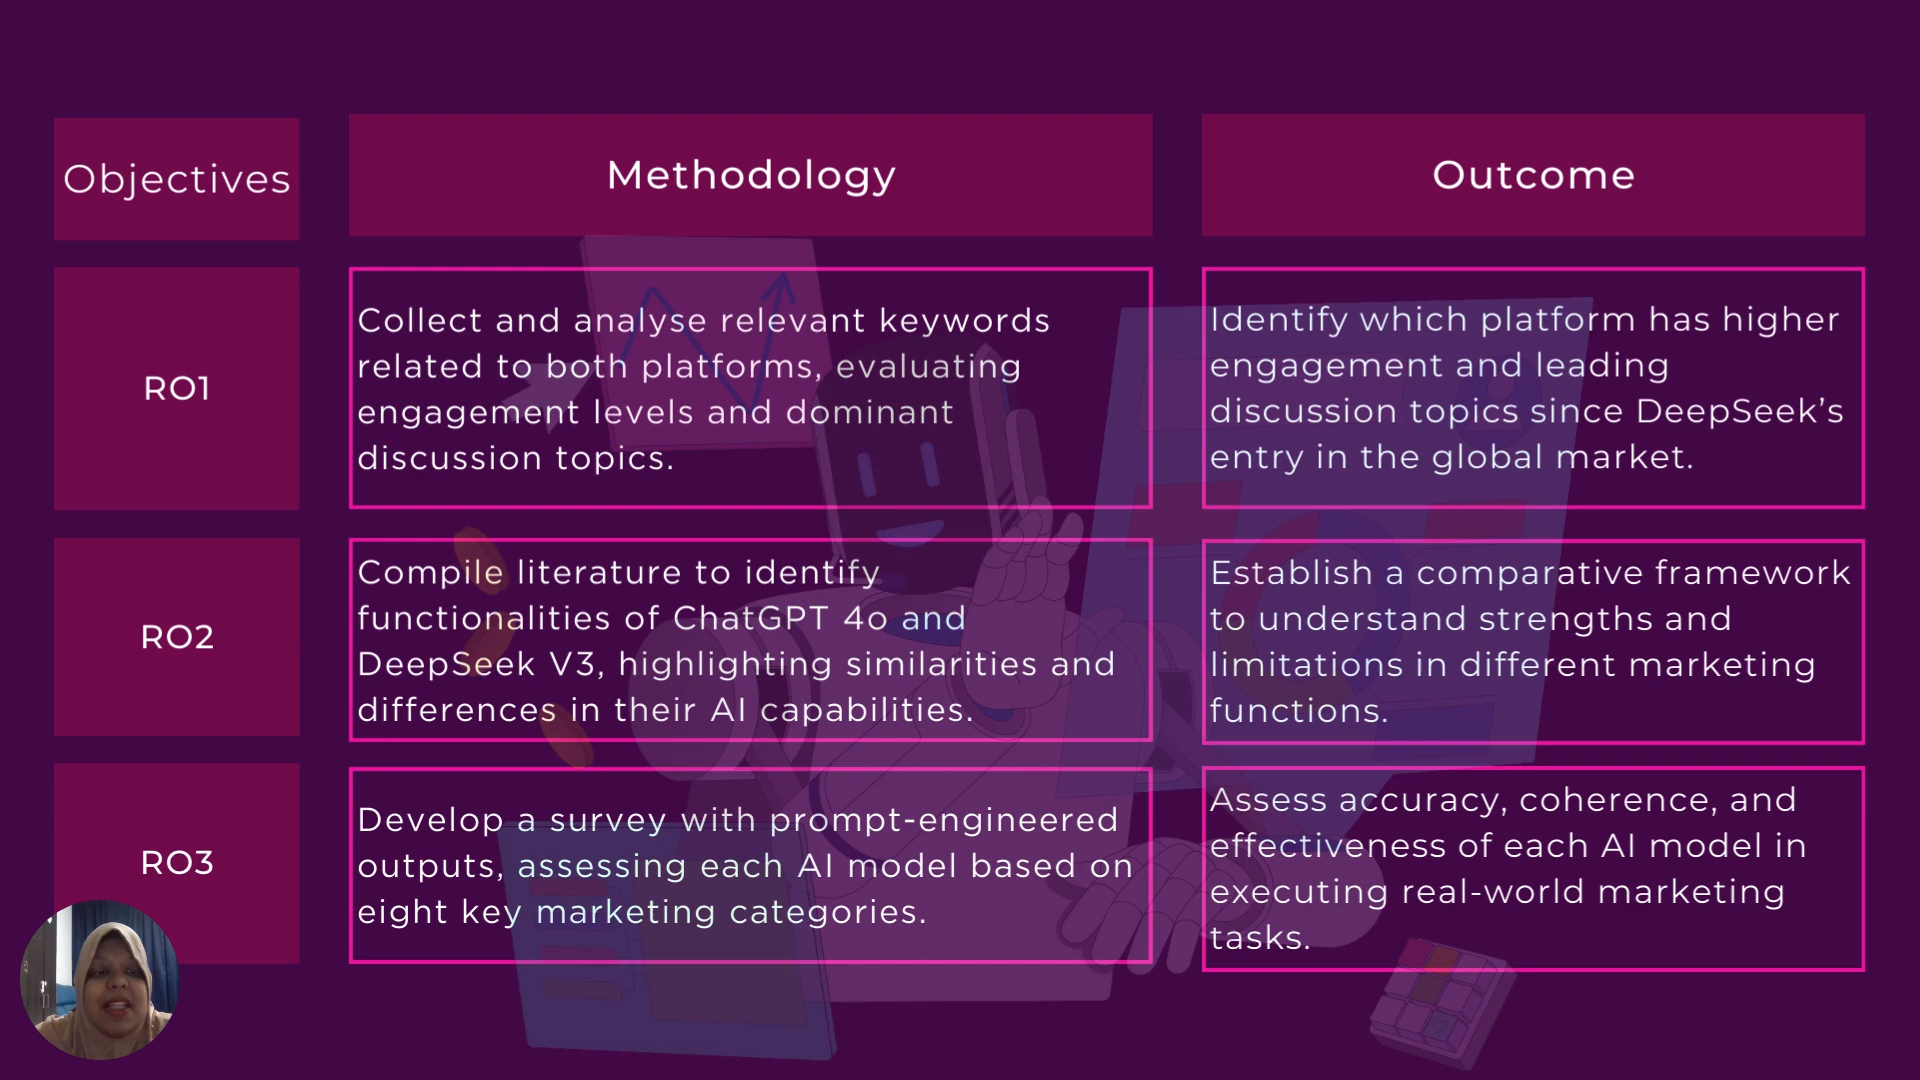 Objectives
Methodology
Outcome
RO1
Collect and analyse relevant keywords
related to both platforms, evaluating
engagement levels and dominant
discussion topics.
Identify which platform has higher
engagement and leading
discussion topics since DeepSeek’s
entry in the global market.
RO2
Compile literature to identify
functionalities of ChatGPT 4o and
DeepSeek V3, highlighting similarities and
differences in their AI capabilities.
Establish a comparative framework
to understand strengths and
limitations in different marketing
functions.
RO3
Develop a survey with prompt-engineered
outputs, assessing each AI model based on
eight key marketing categories.
Assess accuracy, coherence, and
effectiveness of each AI model in
executing real-world marketing
tasks.